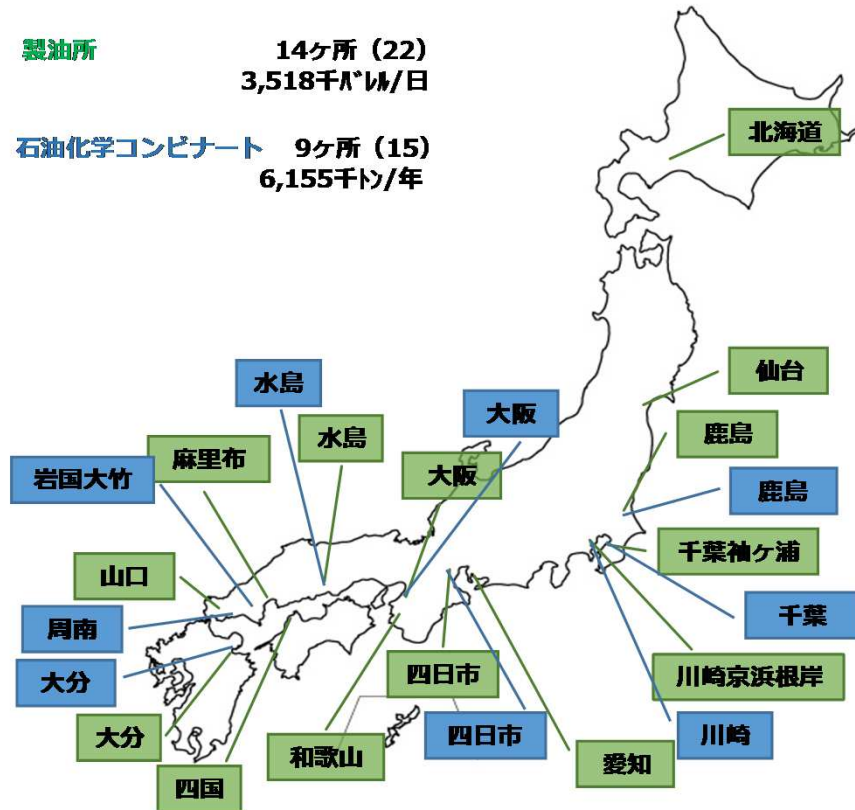 製油所 14ヶ所（22）
3,518千バレル/日
石油化学コンビナート 9ヶ所（15）
6,155千トン/年
北海道
仙台
水島
大阪
鹿島
水島
麻里布
大阪
岩国大竹
鹿島
千葉袖ヶ浦
山口
千葉
周南
川崎京浜根岸
大分
四日市
大分
四日市
川崎
和歌山
愛知
四国